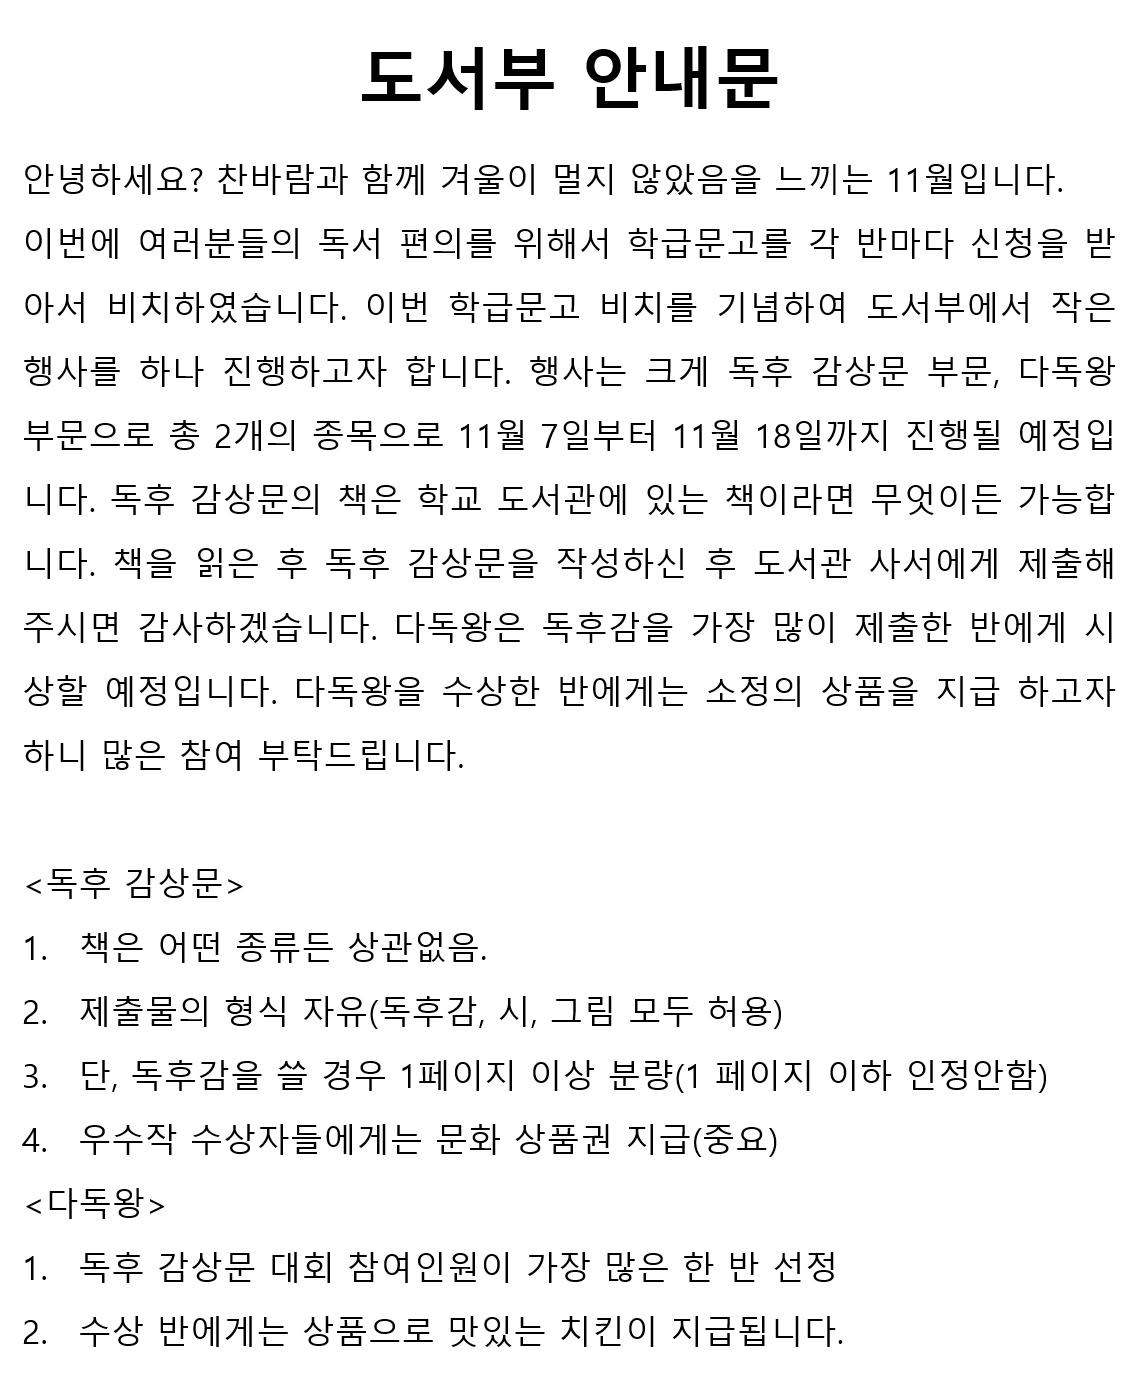 도서부 안내문
안녕하세요? 찬바람과 함께 겨울이 멀지 않았음을 느끼는 11월입니다.
이번에 여러분들의 독서 편의를 위해서 학급문고를 각 반마다 신청을 받
아서 비치하였습니다. 이번 학급문고 비치를 기념하여 도서부에서 작은
행사를 하나 진행하고자 합니다. 행사는 크게 독후 감상문 부문, 다독왕
부문으로 총 2개의 종목으로 11월 7일부터 11월 18일까지 진행될 예정입
니다. 독후 감상문의 책은 학교 도서관에 있는 책이라면 무엇이든 가능합
니다. 책을 읽은 후 독후 감상문을 작성하신 후 도서관 사서에게 제출해
주시면 감사하겠습니다. 다독왕은 독후감을 가장 많이 제출한 반에게 시
상할 예정입니다. 다독왕을 수상한 반에게는 소정의 상품을 지급 하고자
하니 많은 참여 부탁드립니다.
<독후 감상문>
1. 책은 어떤 종류든 상관없음.
2. 제출물의 형식 자유(독후감, 시, 그림 모두 허용)
3. 단, 독후감을 쓸 경우 1페이지 이상 분량(1 페이지 이하 인정안함)
4. 우수작 수상자들에게는 문화 상품권 지급(중요)
<다독왕>
1. 독후 감상문 대회 참여인원이 가장 많은 한 반 선정
2. 수상 반에게는 상품으로 맛있는 치킨이 지급됩니다.